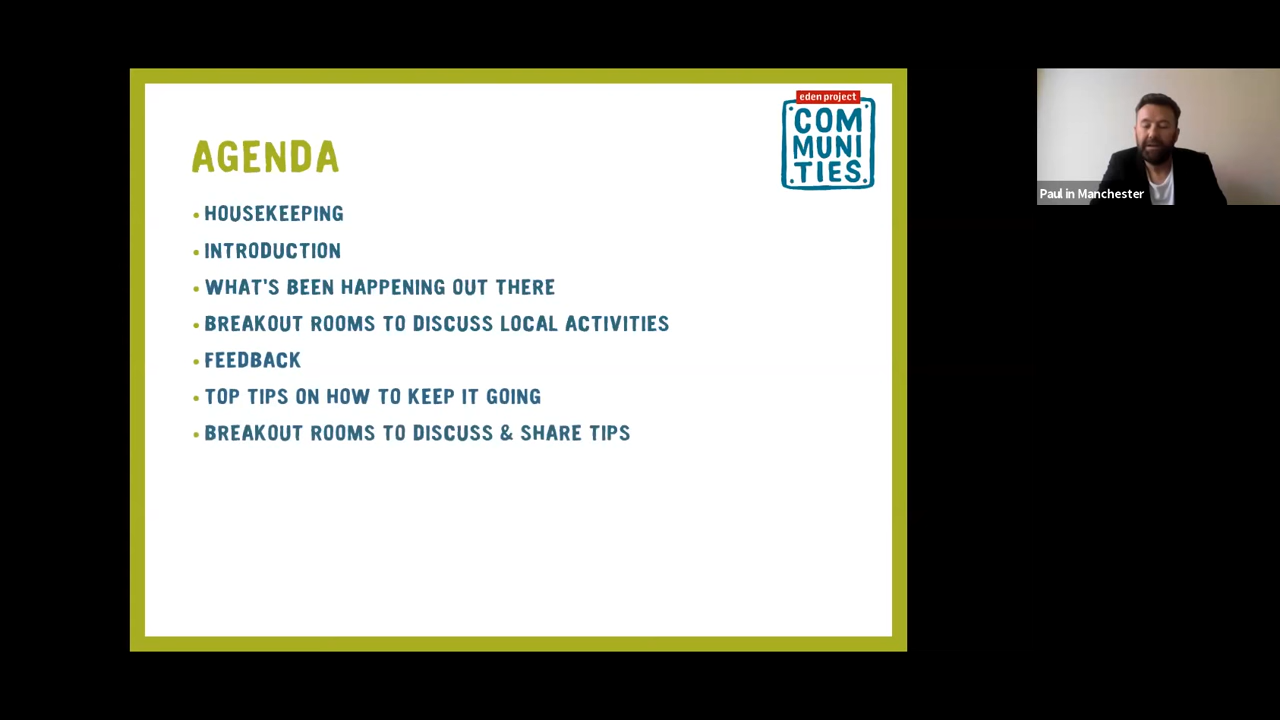 eden project
COM
MUNI
TIES
AGENDA
• HOUSEKEEPING
• INTRODUCTION
• WHAT'S BEEN HAPPENING OUT THERE
• BREAKOUT ROOMS TO DISCUSS LOCAL ACTIVITIES
• FEEDBACK
• TOP TIPS ON HOW TO KEEP IT GOING
• BREAKOUT ROOMS TO DISCUSS & SHARE TIPS
Paul in Manchester